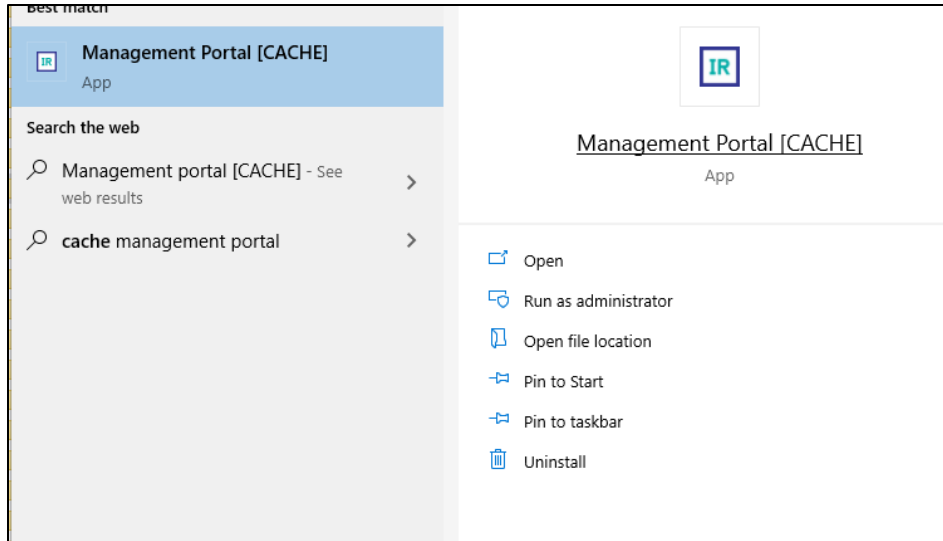 Best match
IR
Management Portal [CACHE]
App
Search the web
Management portal [CACHE] - See
web results
cache management portal
IR
Management Portal [CACHE]
App
Open
Run as administrator
Open file location
Pin to Start
Pin to taskbar
Uninstall